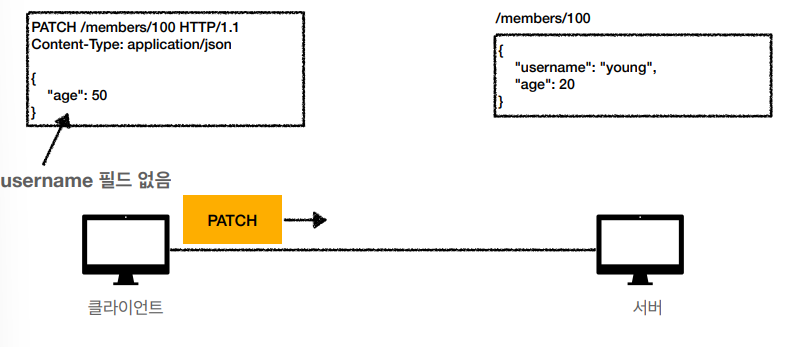 PATCH /members/100 HTTP/1.1
Content-Type: application/json
{
"age": 50
}
username 필드 없음
/members/100
{
"username": "young",
"age": 20
}
PATCH
클라이언트
서버